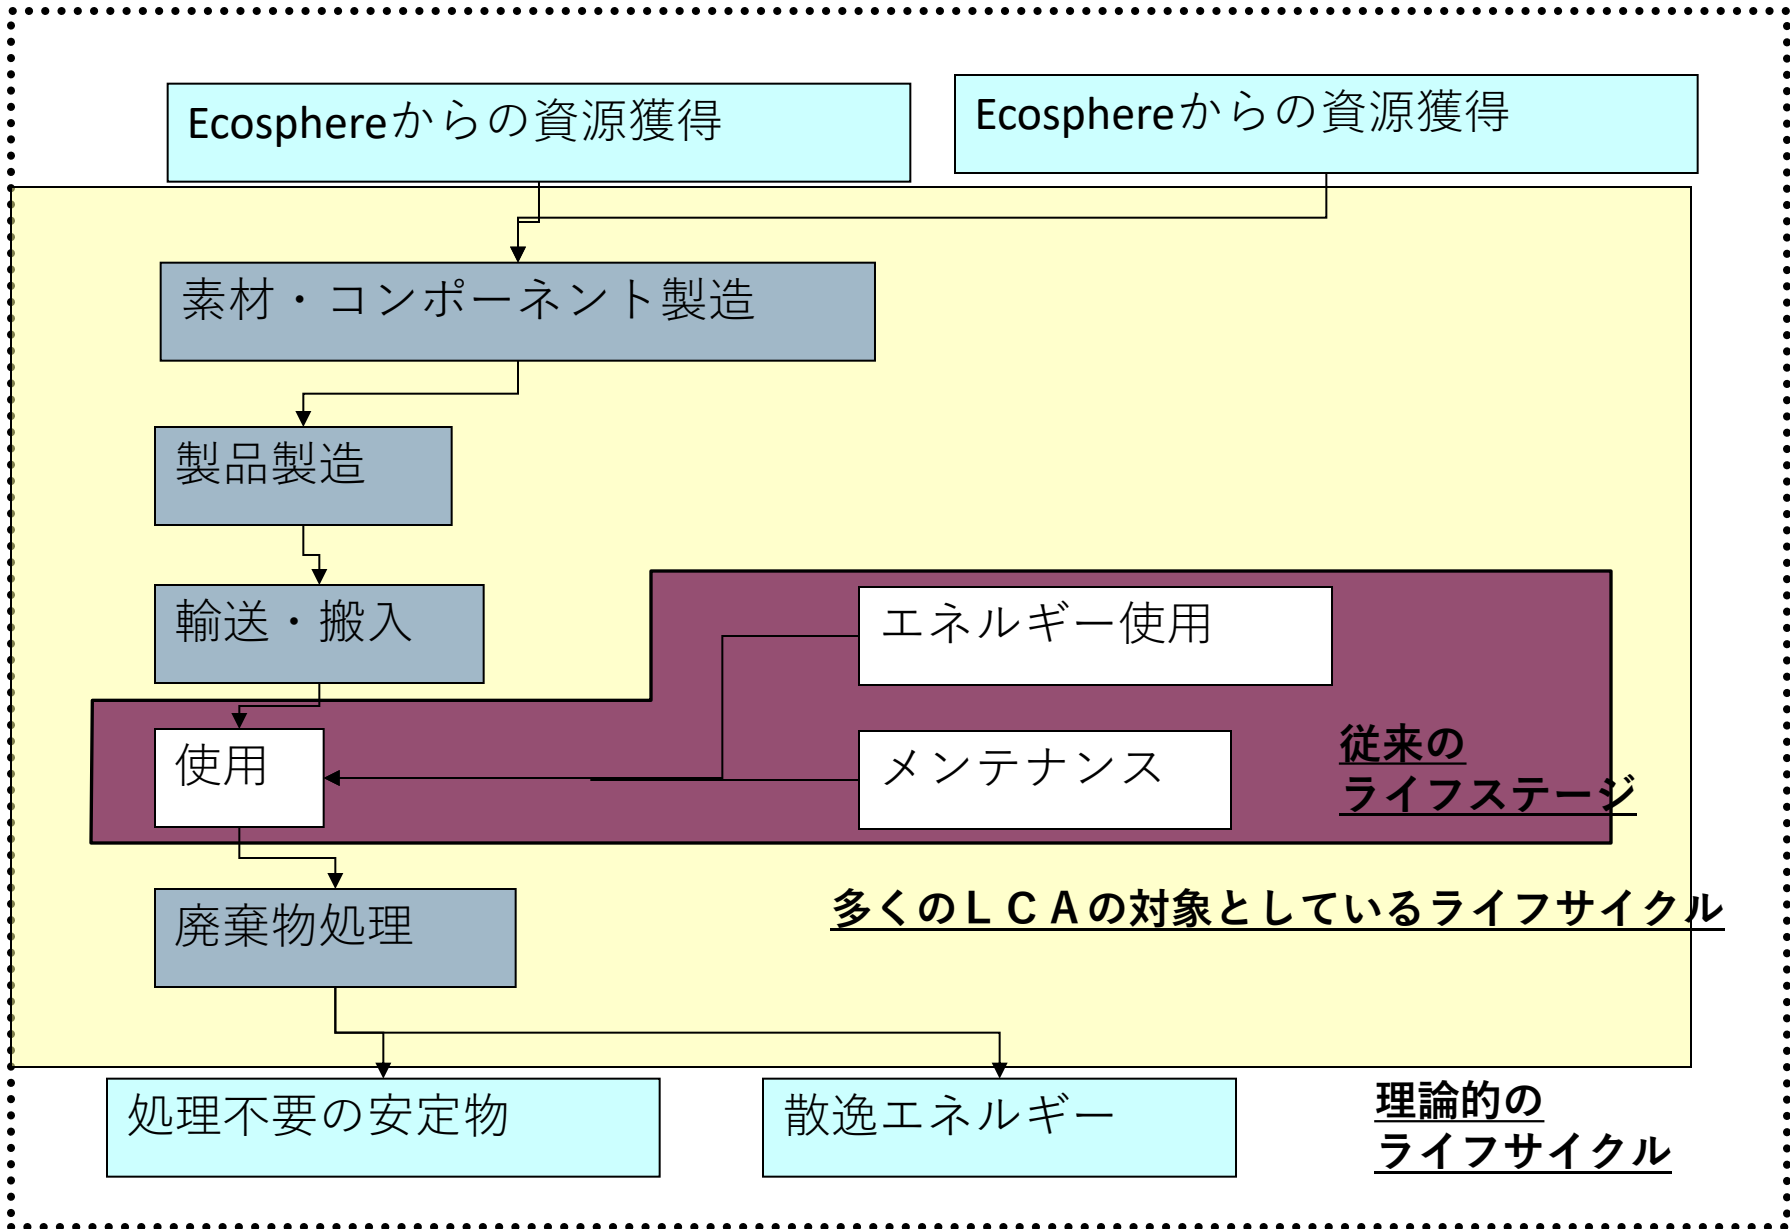 Ecosphereからの資源獲得
Ecosphereからの資源獲得
素材・コンポーネント製造
製品製造
輸送・搬入
エネルギー使用
使用
メンテナンス
従来の
ライフステージ
廃棄物処理
多くのＬＣＡの対象としているライフサイクル
処理不要の安定物
散逸エネルギー
理論的の
ライフサイクル